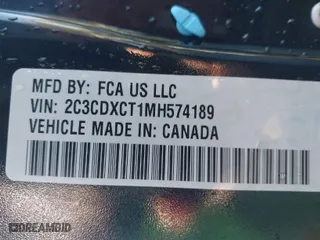 MFD BY: FCA US LLC
VIN: 2C3CDXCT1MH574189
VEHICLE MADE IN: CANADA
DREAMBID